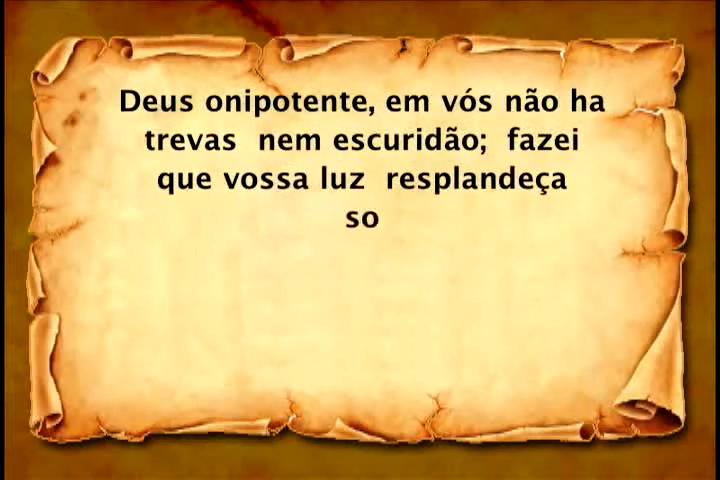 Deus onipotente, em vós não ha
trevas nem escuridão; fazei
que vossa luz resplandeça
so